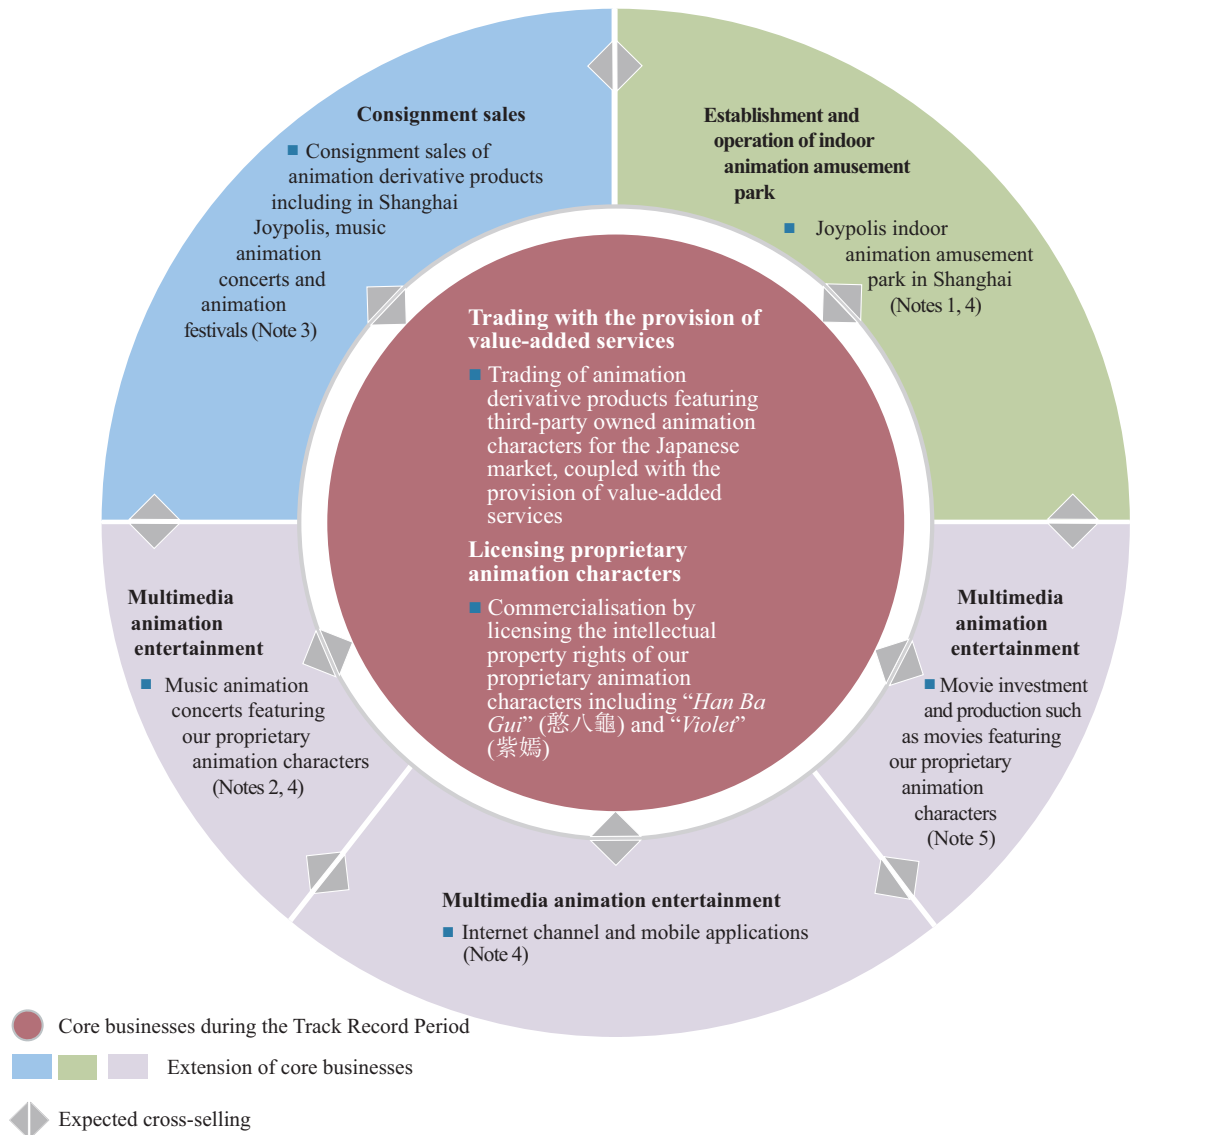 Consignment sales
Consignment sales of
animation derivative products
including in Shanghai
Joypolis, music
animation
concerts and
animation
festivals (Note 3)
Establishment and
operation of indoor
animation amusement
park
Joypolis indoor
animation amusement
park in Shanghai
(Notes 1, 4)
Trading with the provision of
value-added services
Trading of animation
derivative products featuring
third-party owned animation
characters for the Japanese
market, coupled with the
provision of value-added
services
Licensing proprietary
animation characters
Commercialisation by
licensing the intellectual
property rights of our
proprietary animation
characters including “Han Ba
Gui” (憨八龜) and “Violet”
(紫嫣)
Multimedia
animation
entertainment
Music animation
concerts featuring
our proprietary
animation characters
(Notes 2, 4)
Multimedia
animation
entertainment
Movie investment
and production such
as movies featuring
our proprietary
animation
characters
(Note 5)
Multimedia animation entertainment
Internet channel and mobile applications
(Note 4)
Core businesses during the Track Record Period
Extension of core businesses
Expected cross-selling